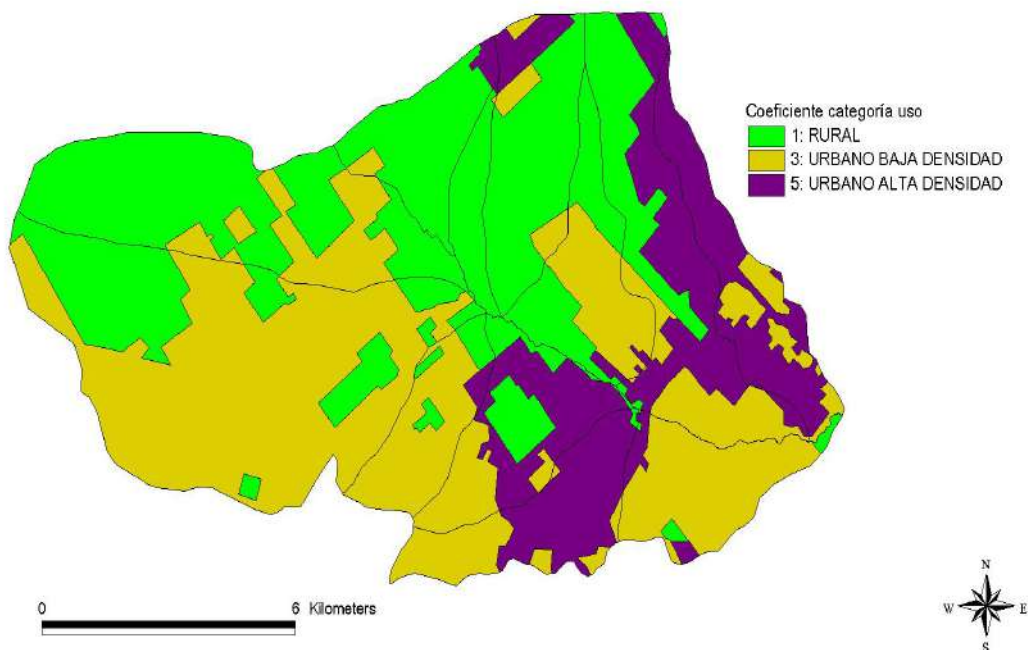 Coeficiente categoría uso
1: RURAL
3: URBANO BAJA DENSIDAD
5: URBANO ALTA DENSIDAD
0 6 Kilometers
N
W E
S